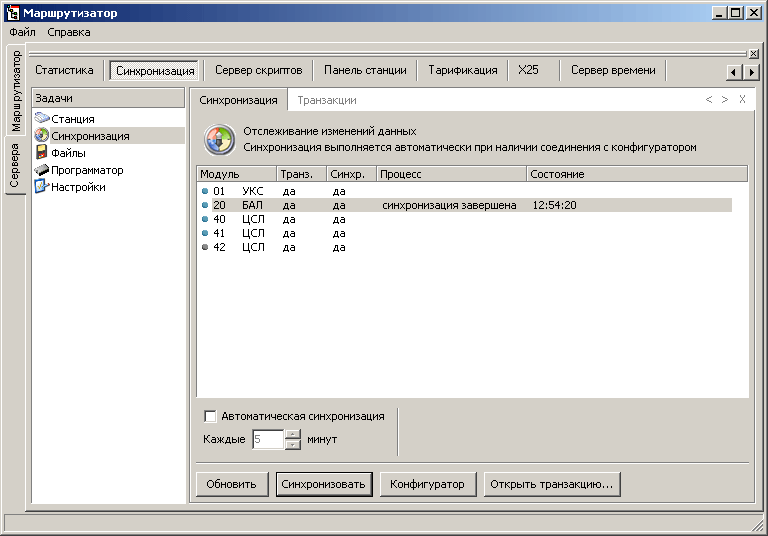 Маршрутизатор
Файл Справка
Маршрутизатор
Сервера
Статистика Синхронизация Сервер скриптов Панель станции Тарификация X25 Сервер времени
Задачи
Станция
Синхронизация
Файлы
Программатор
Настройки
Синхронизация Транзакции < > X
Отслеживание изменений данных
Синхронизация выполняется автоматически при наличии соединения с конфигуратором
Модуль Транз. Синхр. Процесс Состояние
01 УКС да да
20 БАЛ да да синхронизация завершена 12:54:20
40 ЦСЛ да да
41 ЦСЛ да да
42 ЦСЛ да да
Автоматическая синхронизация
Каждые 5 минут
Обновить Синхронизовать Конфигуратор Открыть транзакцию...